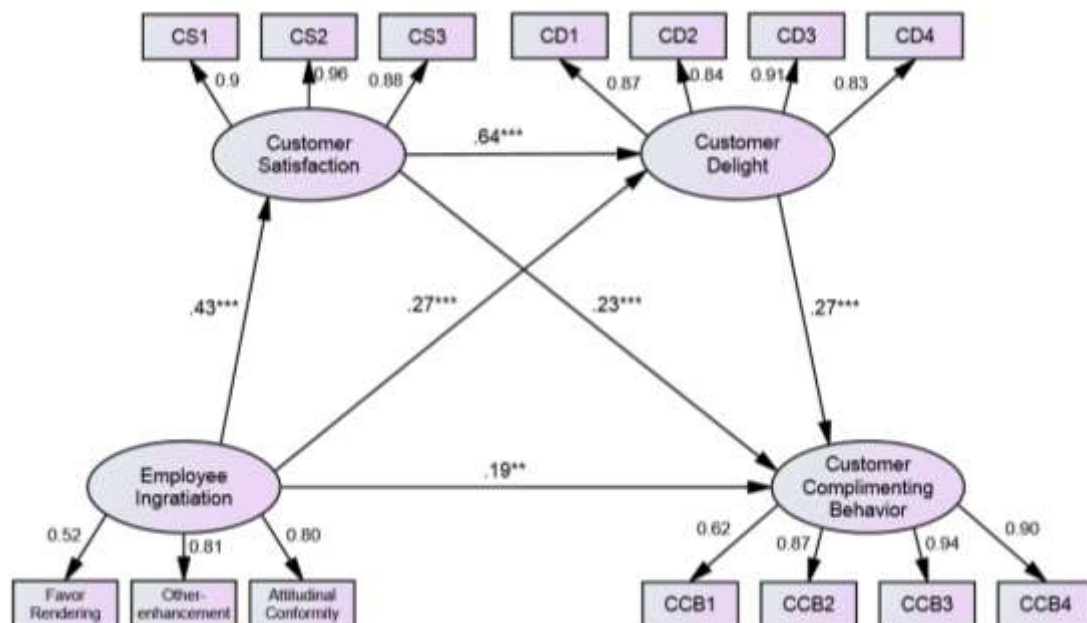 CS1
CS2
CS3
CD1
CD2
CD3
CD4
0.9
0.96
0.88
0.87
0.84
0.91
0.83
Customer
Satisfaction
.64***
Customer
Delight
.43***
.27***
.23***
.27***
Employee
Ingratiation
.19**
Customer
Complimenting
Behavior
0.52
0.81
0.80
0.62
0.87
0.94
0.90
Favor
Rendering
Other-
enhancement
Attitudinal
Conformity
CCB1
CCB2
CCB3
CCB4